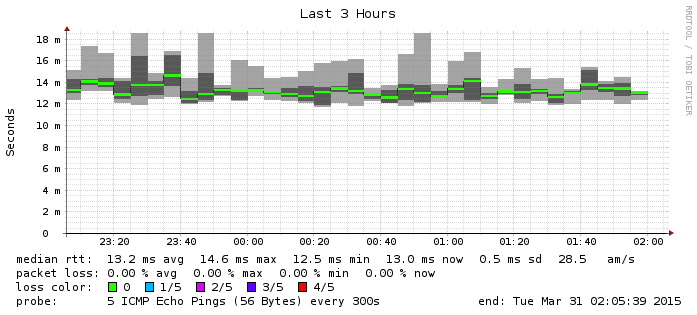 Last 3 Hours
RRDTOOL / TOBI OETIKER
Seconds
18 m
16 m
14 m
12 m
10 m
8 m
6 m
4 m
2 m
0
23:20 23:40 00:00 00:20 00:40 01:00 01:20 01:40 02:00
median rtt: 13.2 ms avg 14.6 ms max 12.5 ms min 13.0 ms now 0.5 ms sd 28.5 am/s
packet loss: 0.00 % avg 0.00 % max 0.00 % min 0.00 % now
loss color: 0 1/5 2/5 3/5 4/5
probe: 5 ICMP Echo Pings (56 Bytes) every 300s end: Tue Mar 31 02:05:39 2015